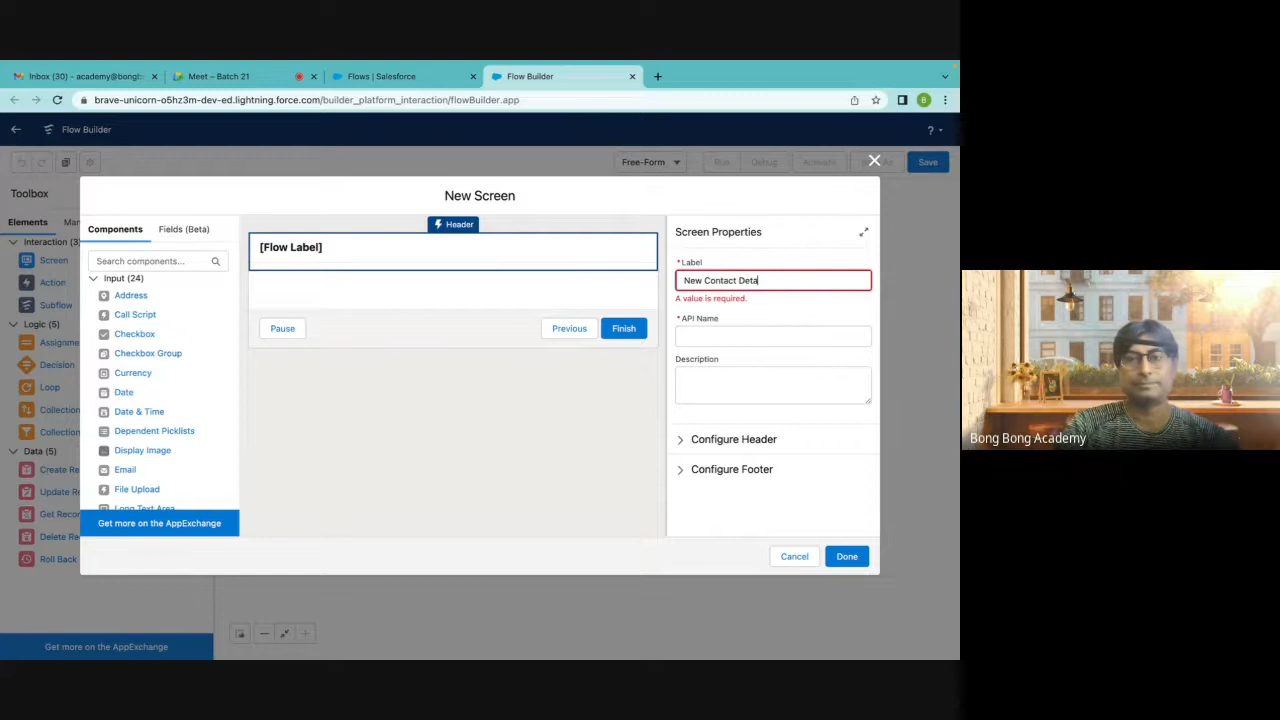 Inbox (30) - academy@bongb
Meet – Batch 21
Flows | Salesforce
Flow Builder
brave-unicorn-o5hz3m-dev-ed.lightning.force.com/builder_platform_interaction/flowBuilder.app
B
Flow Builder
?
Free-Form
Run
Debug
Activate
Save
Toolbox
New Screen
Elements
Components
Fields (Beta)
Header
Screen Properties
Interaction (3
Search components...
[Flow Label]
* Label
Screen
Input (24)
New Contact Deta
Action
Address
A value is required.
Subflow
Call Script
* API Name
Logic (5)
Checkbox
Pause
Previous
Finish
Assignme
Checkbox Group
Description
Decision
Currency
Loop
Date
Collection
Date & Time
Collection
Dependent Picklists
Configure Header
Data (5)
Display Image
Create Re
Email
Configure Footer
Update R
File Upload
Get Recor
Long Text Area
Get more on the AppExchange
Delete Re
Roll Back
Cancel
Done
Get more on the AppExchange
Bong Bong Academy